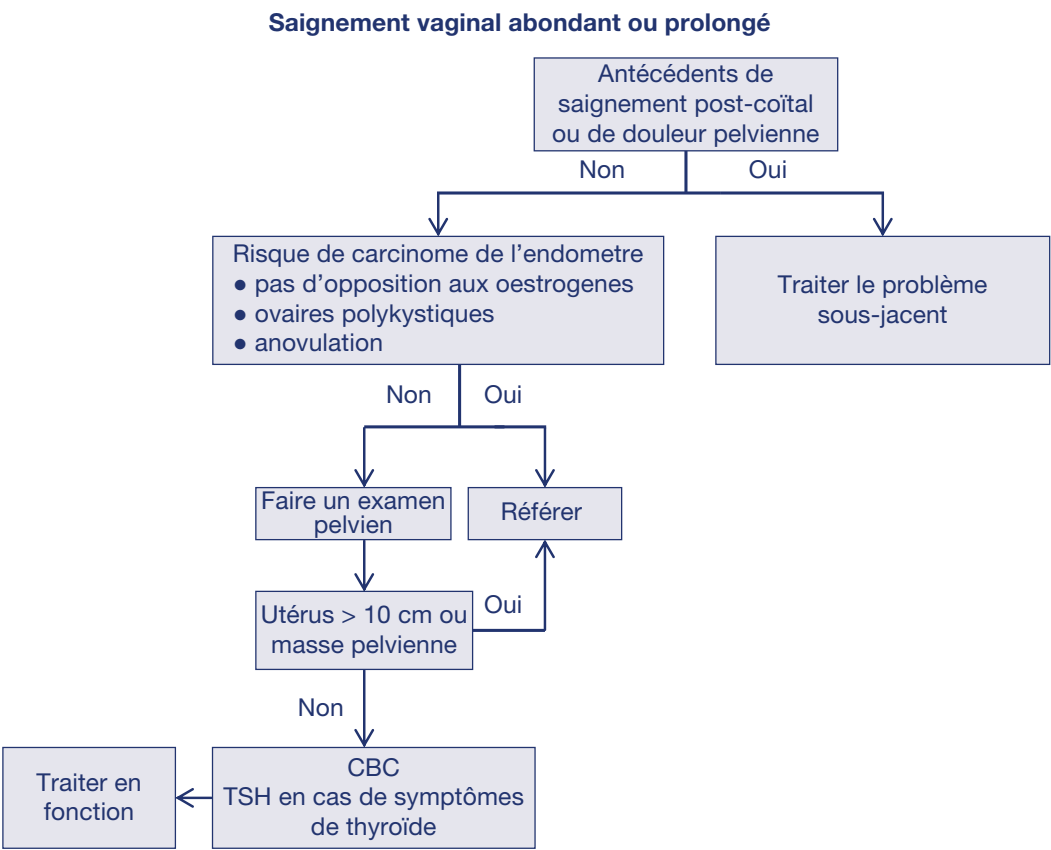 Saignement vaginal abondant ou prolongé
Antécédents de
saignement post-coïtal
ou de douleur pelvienne
Non
Oui
Risque de carcinome de l'endometre
● pas d'opposition aux oestrogenes
● ovaires polykystiques
● anovulation
Traiter le problème
sous-jacent
Non
Oui
Faire un examen
pelvien
Référer
Utérus > 10 cm ou
masse pelvienne
Oui
Non
Traiter en
fonction
CBC
TSH en cas de symptômes
de thyroïde